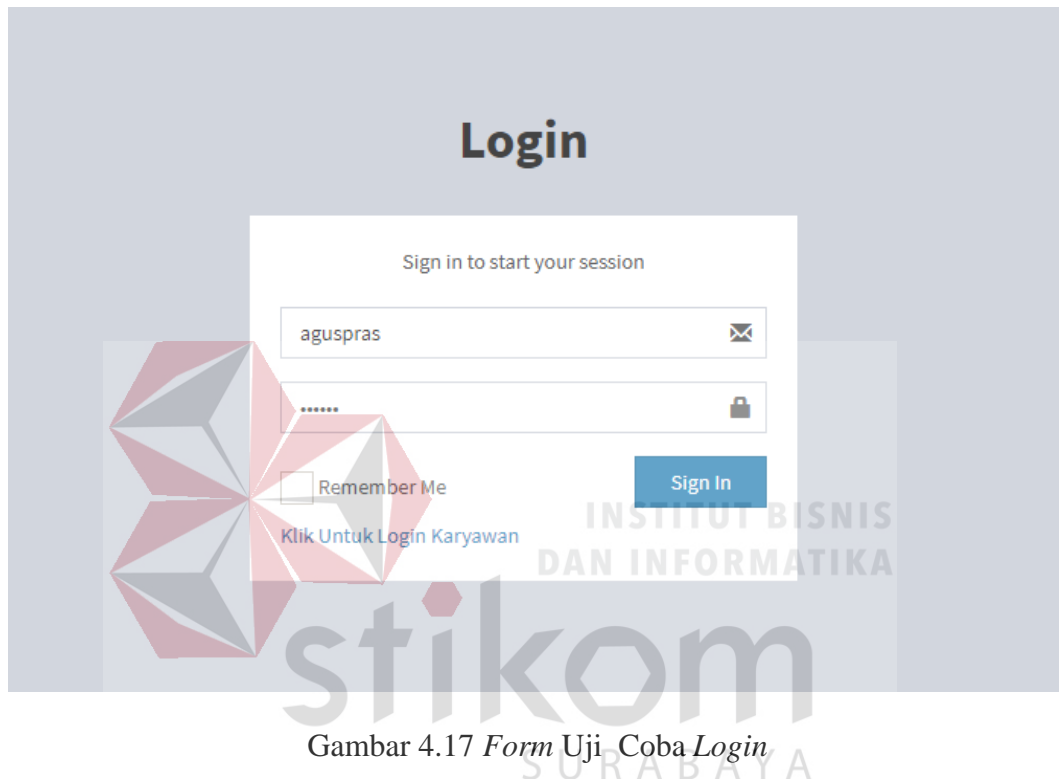 Login
Sign in to start your session
aguspras
••••••
Remember Me
Sign In
Klik Untuk Login Karyawan
INSTITUT BISNIS
DAN INFORMATIKA
stikom
SURABAYA
Gambar 4.17 Form Uji Coba Login